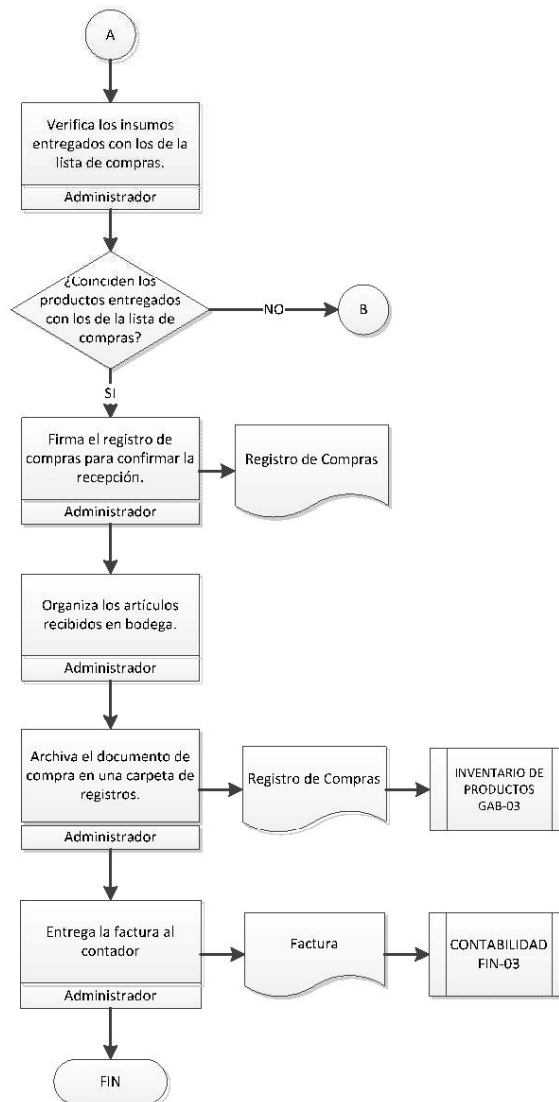 A
Verifica los insumos
entregados con los de la
lista de compras.
Administrador
¿Coinciden los
productos entregados
con los de la lista de
compras?
NO
B
SI
Firma el registro de
compras para confirmar la
recepción.
Registro de Compras
Administrador
Organiza los artículos
recibidos en bodega.
Administrador
Archiva el documento de
compra en una carpeta de
registros.
Registro de Compras
INVENTARIO DE
PRODUCTOS
GAB-03
Administrador
Entrega la factura al
contador
Factura
CONTABILIDAD
FIN-03
Administrador
FIN